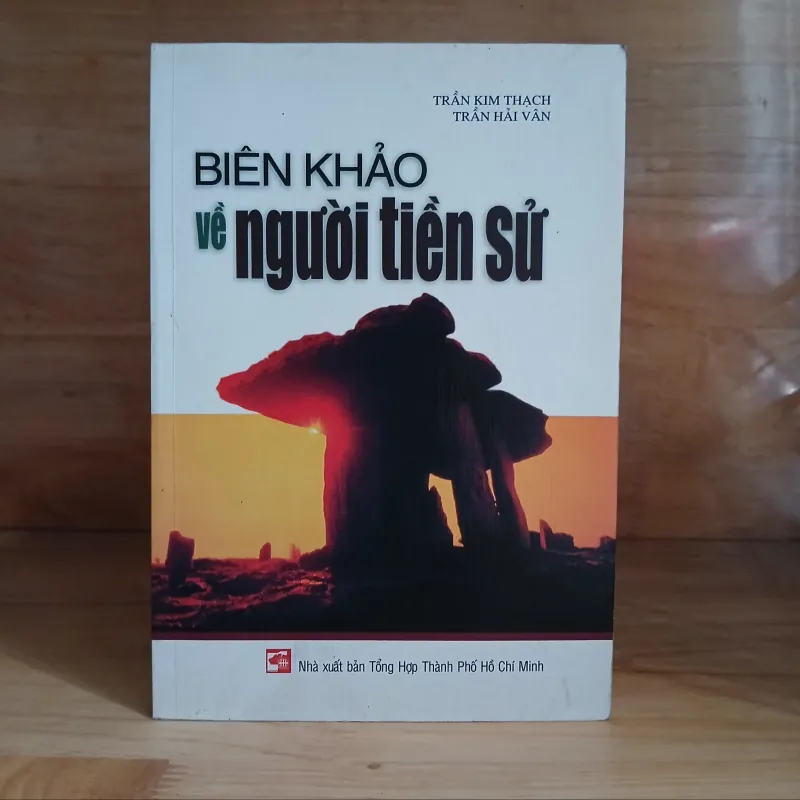 TRẦN KIM THẠCH
TRẦN HẢI VÂN
BIÊN KHẢO
về người tiền sử
Nhà xuất bản Tổng Hợp Thành Phố Hồ Chí Minh